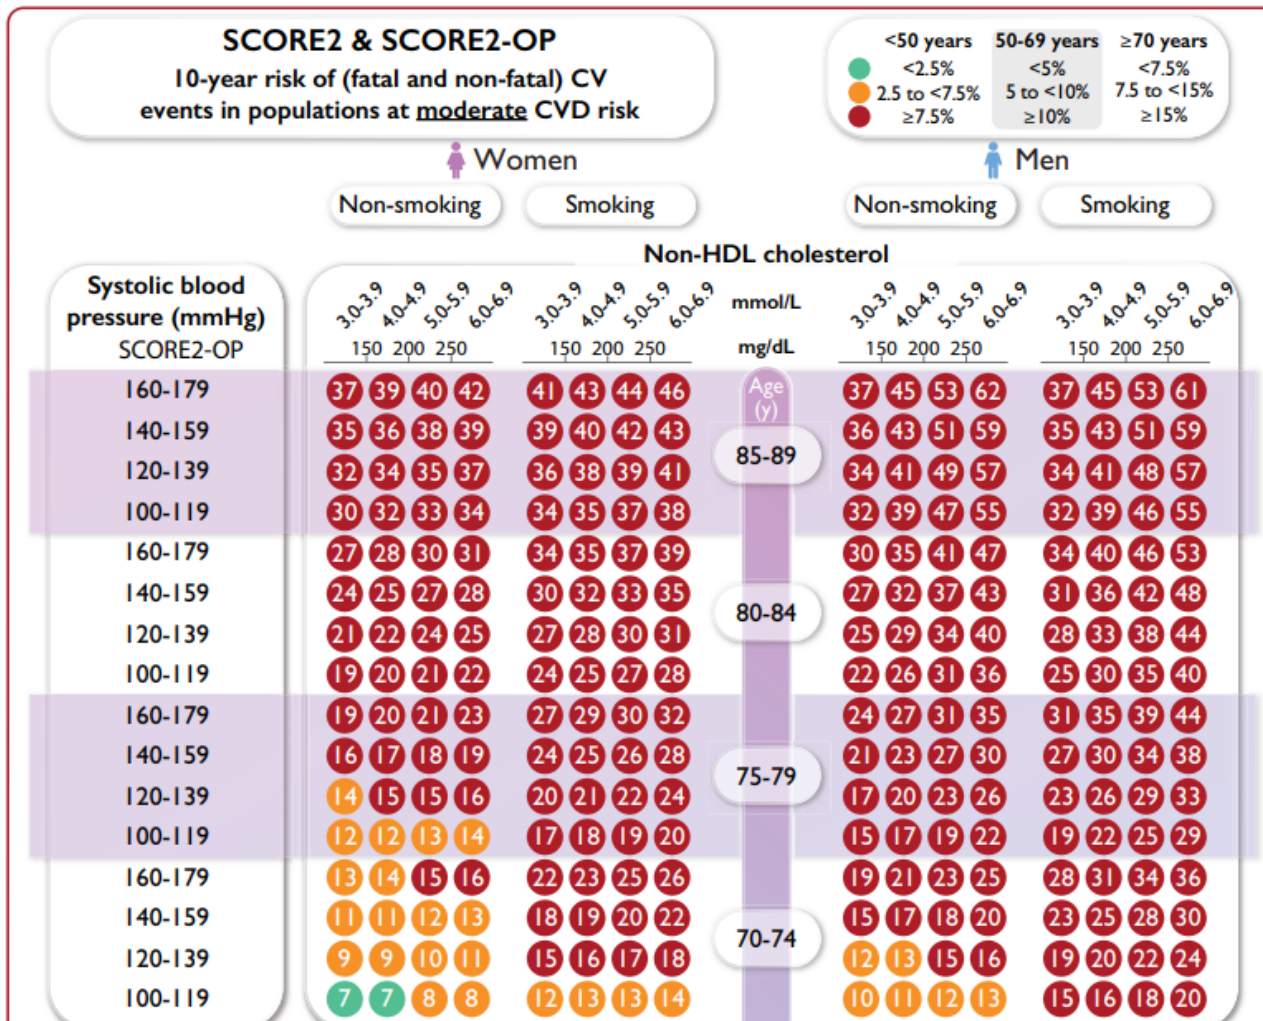 SCORE2 & SCORE2-OP
10-year risk of (fatal and non-fatal) CV
events in populations at moderate CVD risk
<50 years 50-69 years ≥70 years
<2.5% <5% <7.5%
2.5 to <7.5% 5 to <10% 7.5 to <15%
≥7.5% ≥10% ≥15%
Women Men
Non-smoking Smoking Non-smoking Smoking
Non-HDL cholesterol
Systolic blood
pressure (mmHg)
SCORE2-OP
3.0-3.9 4.0-4.9 5.0-5.9 6.0-6.9 3.0-3.9 4.0-4.9 5.0-5.9 6.0-6.9 mmol/L 3.0-3.9 4.0-4.9 5.0-5.9 6.0-6.9 3.0-3.9 4.0-4.9 5.0-5.9 6.0-6.9
150 200 250 150 200 250 mg/dL 150 200 250 150 200 250
Age
(y)
160-179 37 39 40 42 41 43 44 46 37 45 53 62 37 45 53 61
140-159 35 36 38 39 39 40 42 43 36 43 51 59 35 43 51 59
85-89
120-139 32 34 35 37 36 38 39 41 34 41 49 57 34 41 48 57
100-119 30 32 33 34 34 35 37 38 32 39 47 55 32 39 46 55
160-179 27 28 30 31 34 35 37 39 30 35 41 47 34 40 46 53
140-159 24 25 27 28 30 32 33 35 27 32 37 43 31 36 42 48
80-84
120-139 21 22 24 25 27 28 30 31 25 29 34 40 28 33 38 44
100-119 19 20 21 22 24 25 27 28 22 26 31 36 25 30 35 40
160-179 19 20 21 23 27 29 30 32 24 27 31 35 31 35 39 44
140-159 16 17 18 19 24 25 26 28 21 23 27 30 27 30 34 38
75-79
120-139 14 15 15 16 20 21 22 24 17 20 23 26 23 26 29 33
100-119 12 12 13 14 17 18 19 20 15 17 19 22 19 22 25 29
160-179 13 14 15 16 22 23 25 26 19 21 23 25 28 31 34 36
140-159 11 11 12 13 18 19 20 22 15 17 18 20 23 25 28 30
70-74
120-139 9 9 10 11 15 16 17 18 12 13 15 16 19 20 22 24
100-119 7 7 8 8 12 13 13 14 10 11 12 13 15 16 18 20